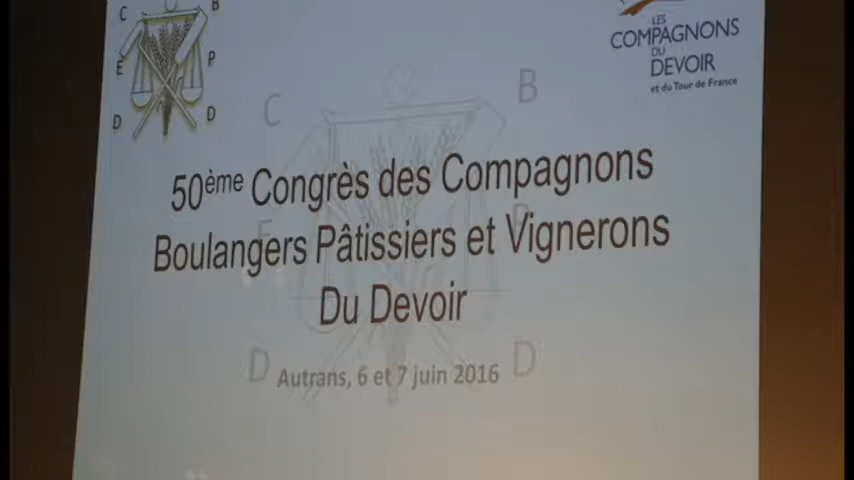 C B
E P
D D
LES
COMPAGNONS
DU
DEVOIR
et du Tour de France
C B
50ème Congrès des Compagnons
E P
Boulangers Pâtissiers et Vignerons
Du Devoir
D D
Autrans, 6 et 7 juin 2016